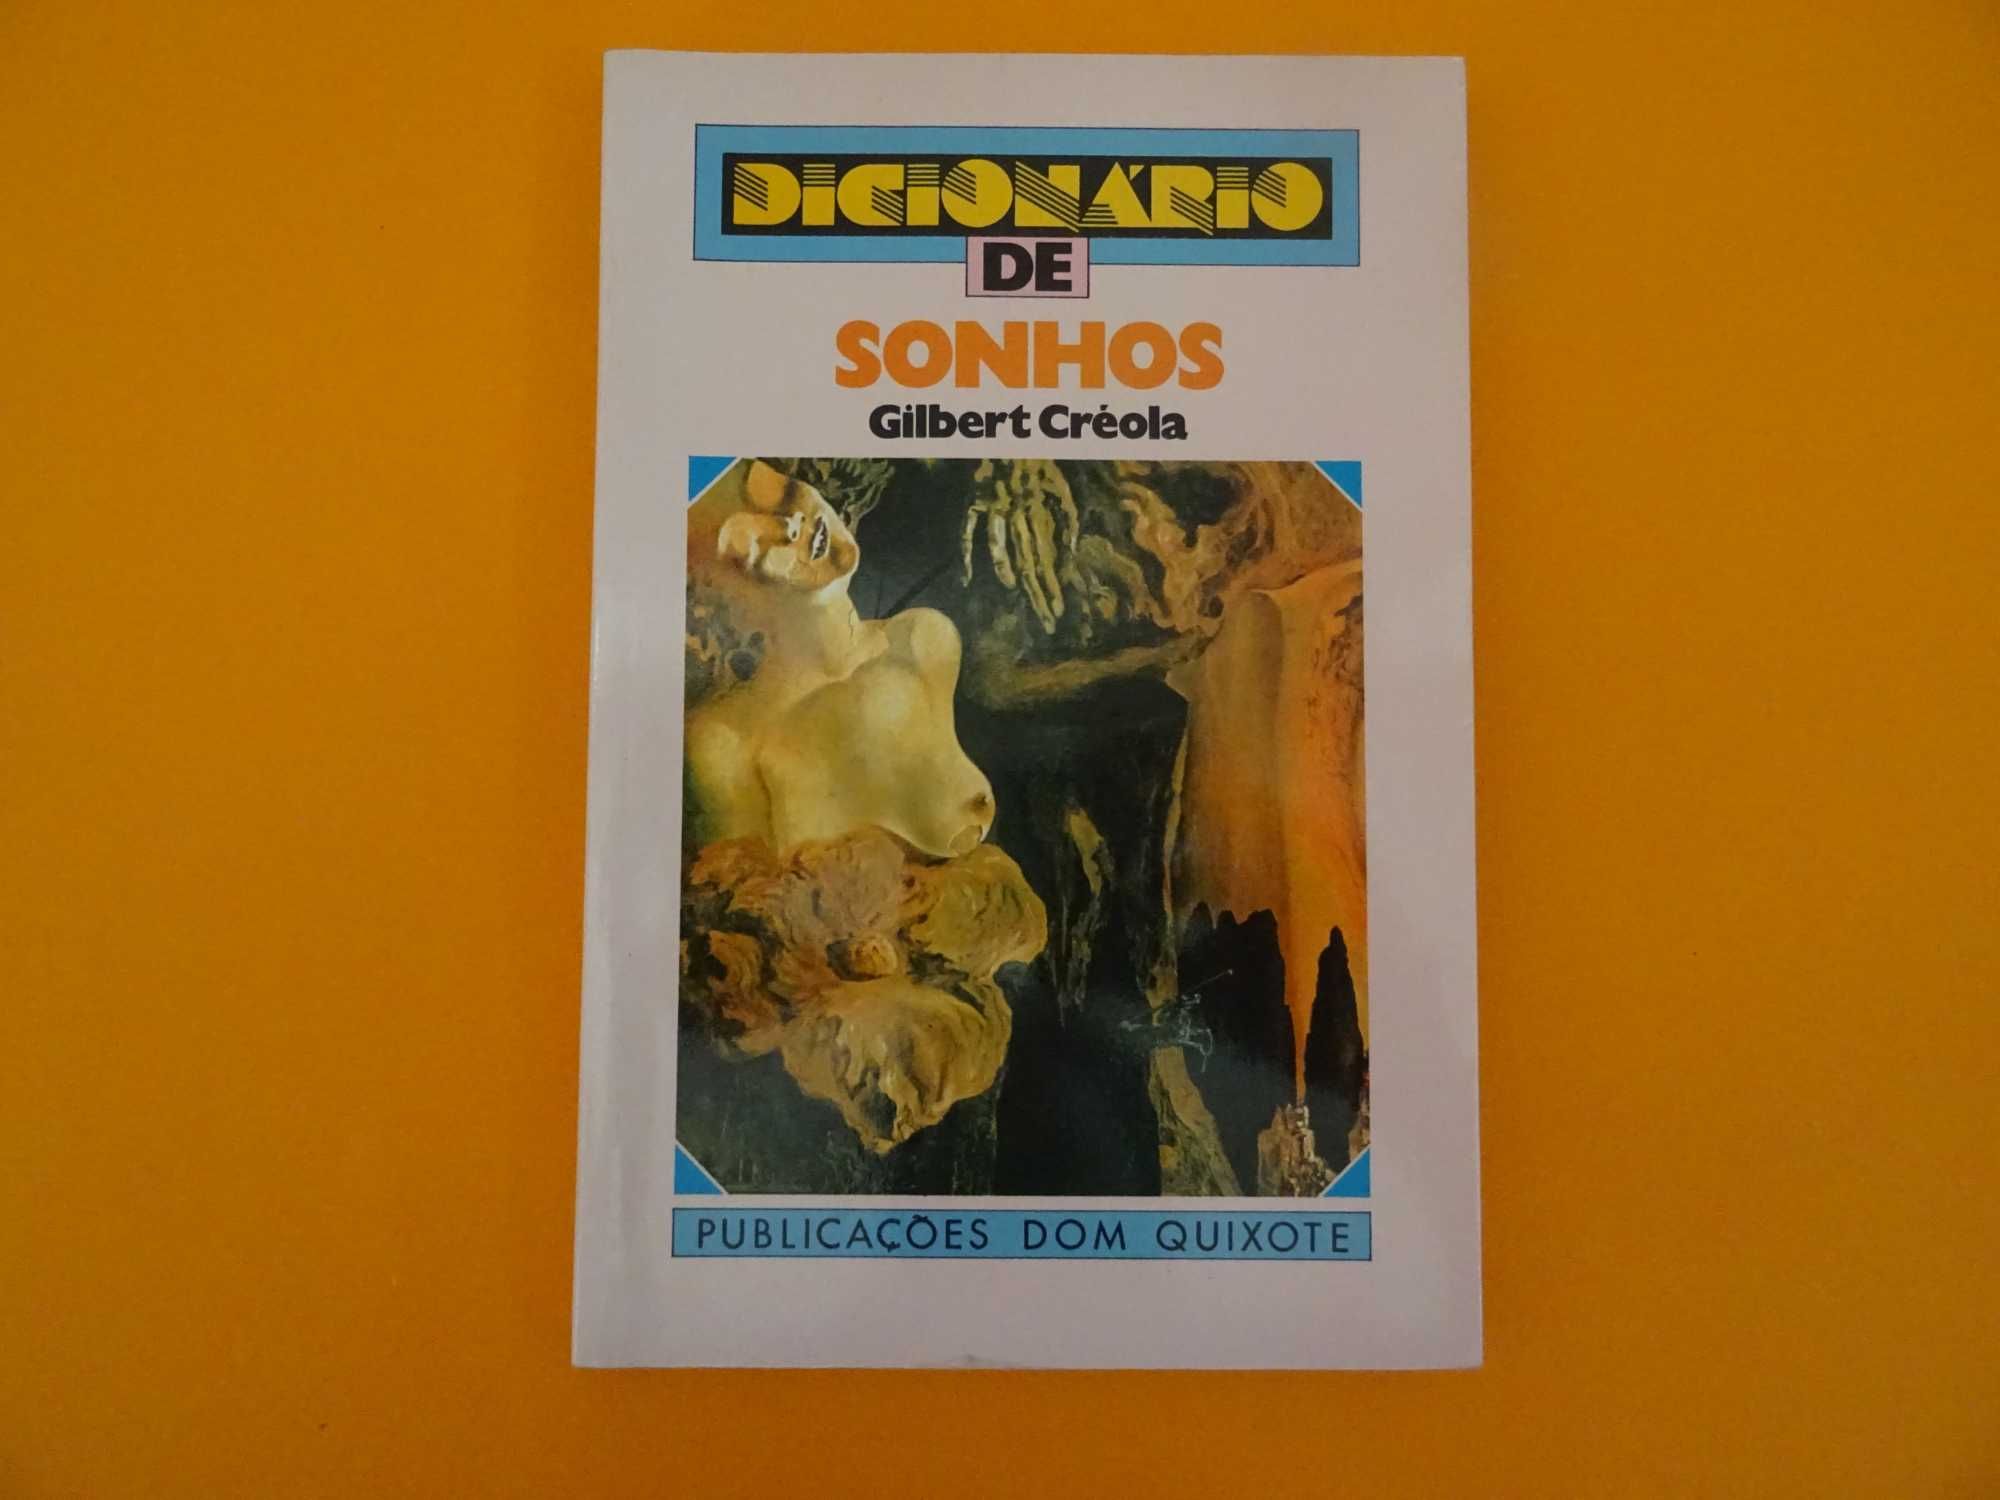 DICIONÁRIO
DE
SONHOS
Gilbert Créola
PUBLICAÇÕES DOM QUIXOTE